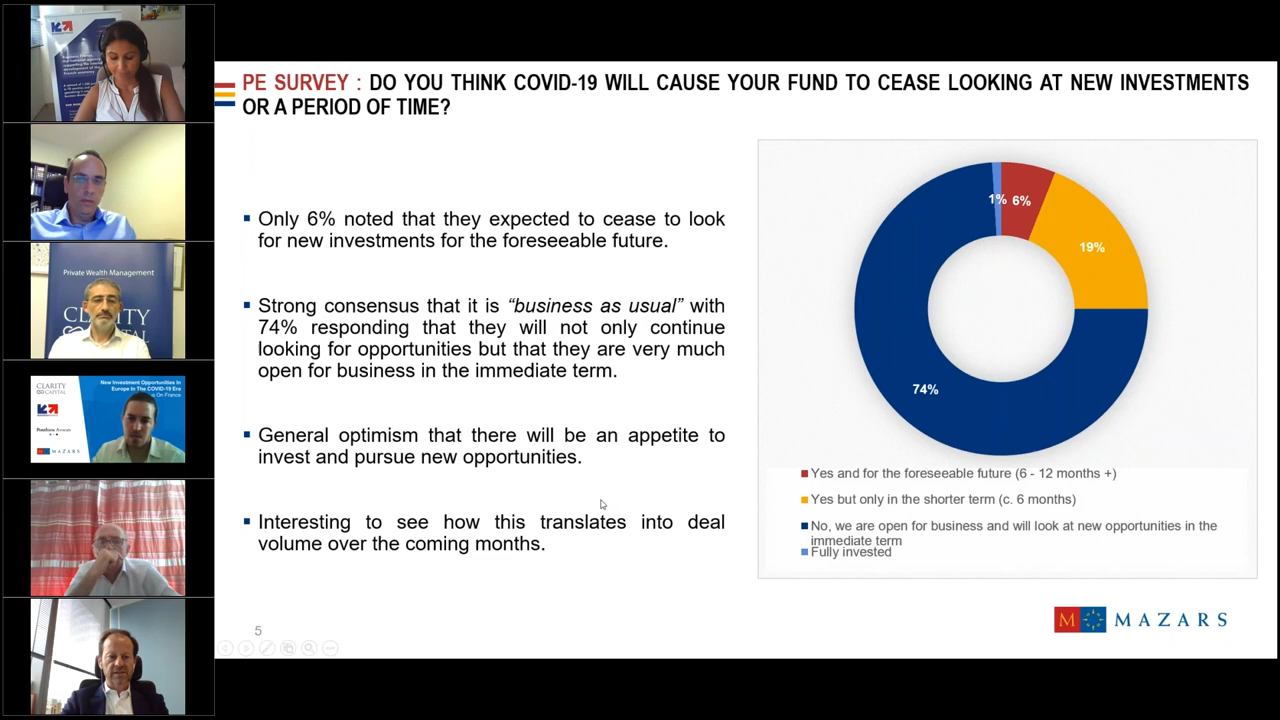 PE SURVEY : DO YOU THINK COVID-19 WILL CAUSE YOUR FUND TO CEASE LOOKING AT NEW INVESTMENTS
OR A PERIOD OF TIME?
Only 6% noted that they expected to cease to look
for new investments for the foreseeable future.
Strong consensus that it is “business as usual” with
74% responding that they will not only continue
looking for opportunities but that they are very much
open for business in the immediate term.
General optimism that there will be an appetite to
invest and pursue new opportunities.
Interesting to see how this translates into deal
volume over the coming months.
1% 6%
19%
74%
Yes and for the foreseeable future (6 - 12 months +)
Yes but only in the shorter term (c. 6 months)
No, we are open for business and will look at new opportunities in the
immediate term
Fully invested
5
M MAZARS
Private Wealth Management
CLARITY
CLARITY
CAPITAL
New Investment Opportunities In
Europe In The COVID-19 Era
On France
MAZARS